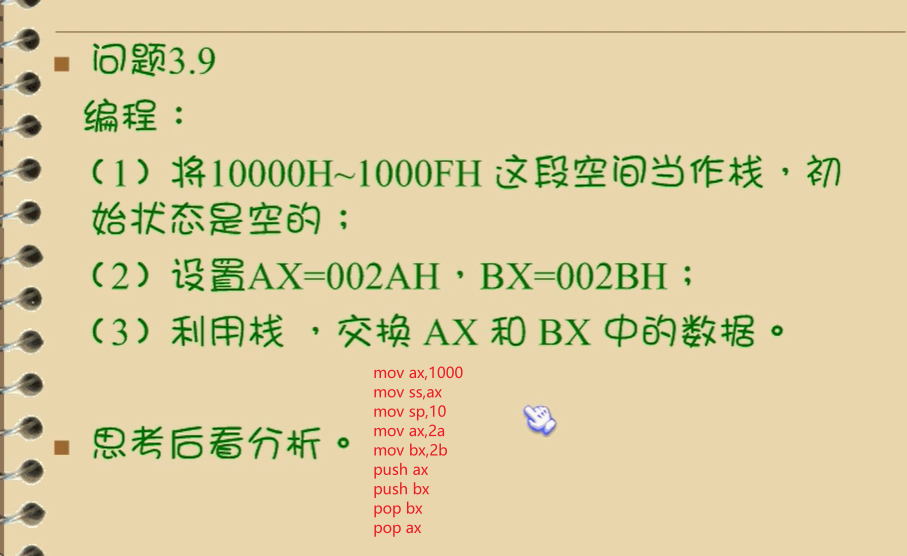 问题3.9
编程：
（1）将10000H~1000FH 这段空间当作栈，初
始状态是空的；
（2）设置AX=002AH，BX=002BH；
（3）利用栈 ，交换 AX 和 BX 中的数据。
mov ax,1000
mov ss,ax
mov sp,10
mov ax,2a
思考后看分析。
mov bx,2b
push ax
push bx
pop bx
pop ax